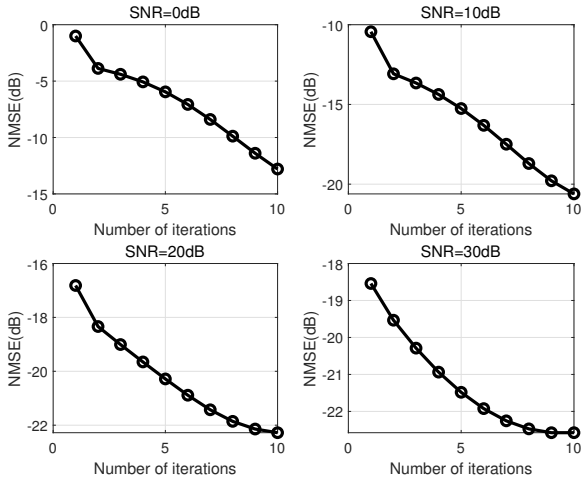 SNR=0dB
0
-5
-10
-15
NMSE(dB)
0 5 10
Number of iterations
SNR=10dB
-10
-15
-20
NMSE(dB)
0 5 10
Number of iterations
SNR=20dB
-16
-18
-20
-22
NMSE(dB)
0 5 10
Number of iterations
SNR=30dB
-18
-19
-20
-21
-22
NMSE(dB)
0 5 10
Number of iterations